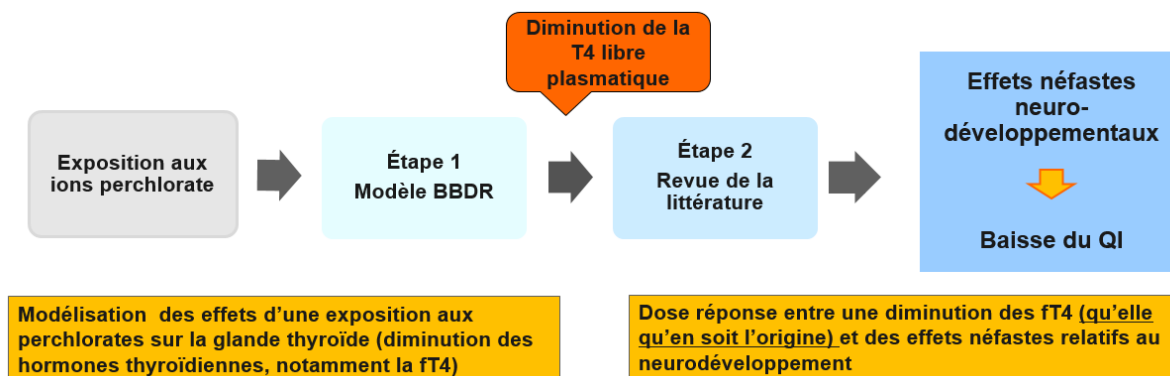 Diminution de la
T4 libre
plasmatique
Exposition aux
ions perchlorate
Étape 1
Modèle BBDR
Étape 2
Revue de la
littérature
Effets néfastes
neuro-
développementaux
Baisse du QI
Modélisation des effets d'une exposition aux
perchlorates sur la glande thyroïde (diminution des
hormones thyroïdiennes, notamment la fT4)
Dose réponse entre une diminution des fT4 (qu'elle
qu'en soit l'origine) et des effets néfastes relatifs au
neurodéveloppement